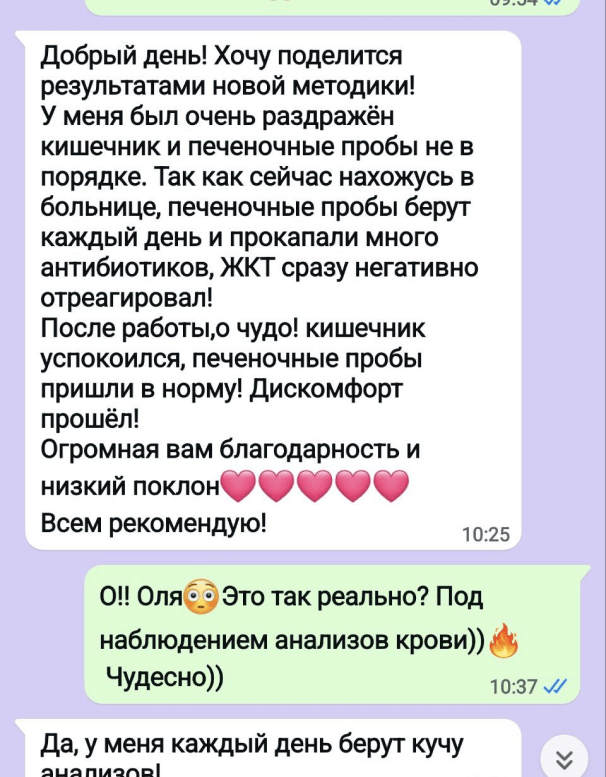 09:54
Добрый день! Хочу поделится
результатами новой методики!
У меня был очень раздражён
кишечник и печеночные пробы не в
порядке. Так как сейчас нахожусь в
больнице, печеночные пробы берут
каждый день и прокапали много
антибиотиков, ЖКТ сразу негативно
отреагировал!
После работы,о чудо! кишечник
успокоился, печеночные пробы
пришли в норму! Дискомфорт
прошёл!
Огромная вам благодарность и
низкий поклон💗💗💗💗💗
Всем рекомендую!
10:25
О!! Оля😳Это так реально? Под
наблюдением анализов крови))🔥
Чудесно))
10:37
Да, у меня каждый день берут кучу
анализов!